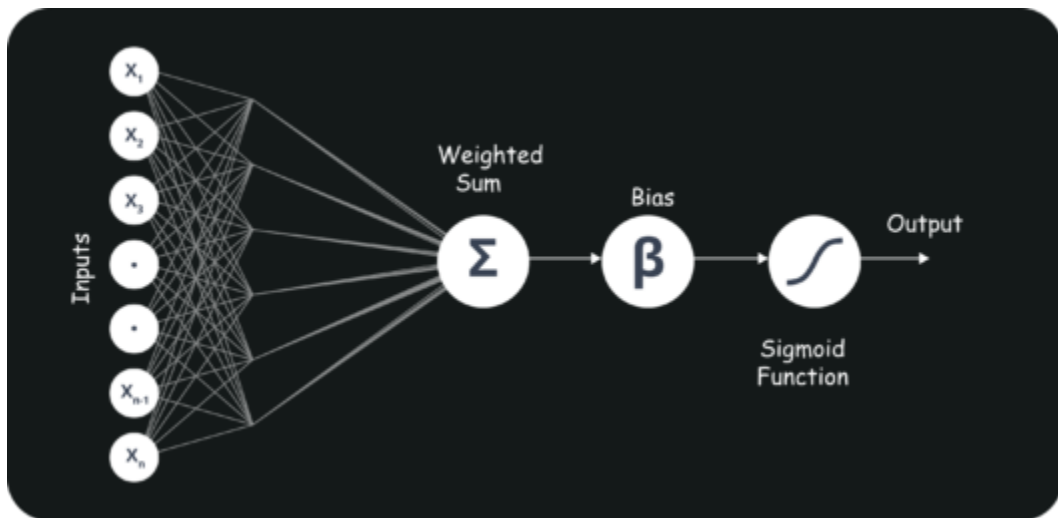 X₁
X₂
X₃
.
.
Xₙ₋₁
Xₙ
Inputs
Weighted
Sum
Σ
Bias
β
Sigmoid
Function
Output